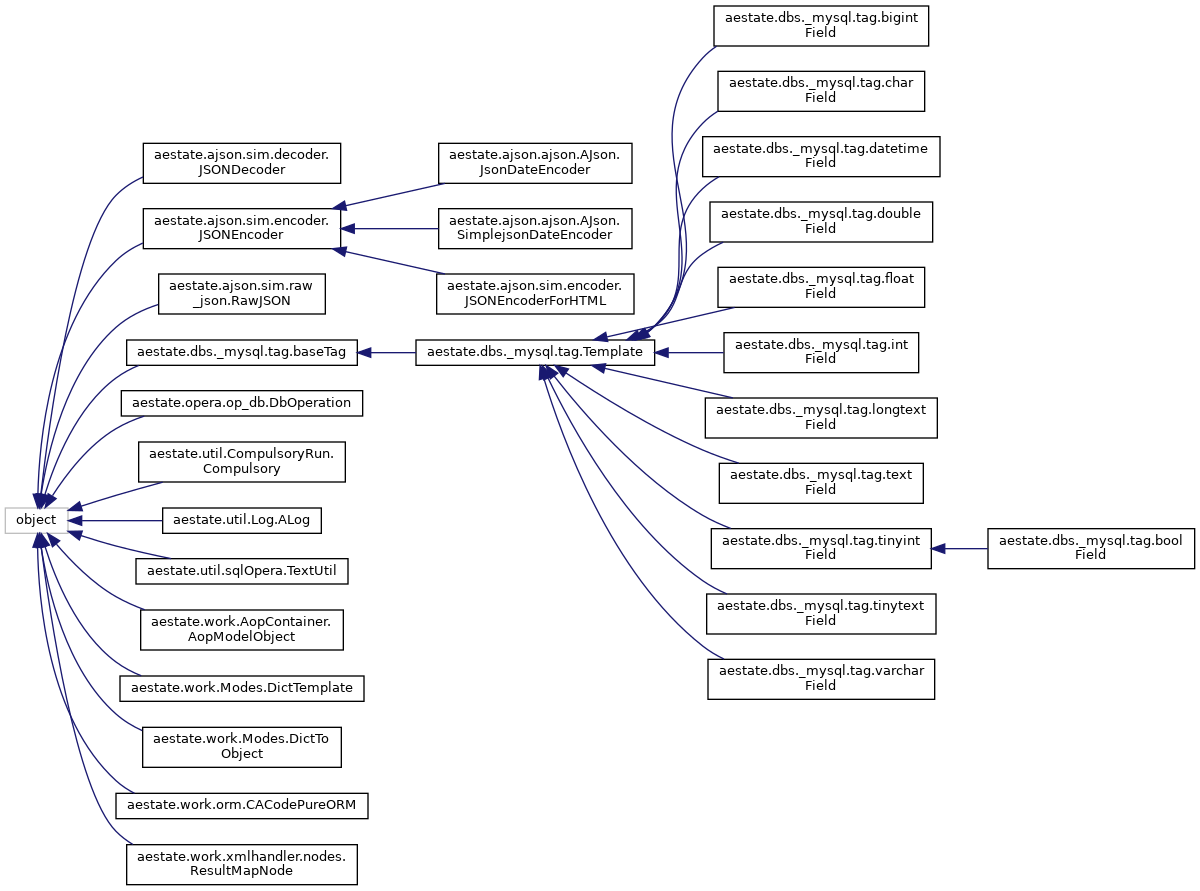 object
aestate.ajson.sim.decoder.
JSONDecoder
aestate.ajson.sim.encoder.
JSONEncoder
aestate.ajson.sim.raw
_json.RawJSON
aestate.dbs._mysql.tag.baseTag
aestate.opera.op_db.DbOperation
aestate.util.CompulsoryRun.
Compulsory
aestate.util.Log.ALog
aestate.util.sqlOpera.TextUtil
aestate.work.AopContainer.
AopModelObject
aestate.work.Modes.DictTemplate
aestate.work.Modes.DictTo
Object
aestate.work.orm.CACodePureORM
aestate.work.xmlhandler.nodes.
ResultMapNode
aestate.ajson.ajson.AJson.
JsonDateEncoder
aestate.ajson.ajson.AJson.
SimplejsonDateEncoder
aestate.ajson.sim.encoder.
JSONEncoderForHTML
aestate.dbs._mysql.tag.Template
aestate.dbs._mysql.tag.bigint
Field
aestate.dbs._mysql.tag.char
Field
aestate.dbs._mysql.tag.datetime
Field
aestate.dbs._mysql.tag.double
Field
aestate.dbs._mysql.tag.float
Field
aestate.dbs._mysql.tag.int
Field
aestate.dbs._mysql.tag.longtext
Field
aestate.dbs._mysql.tag.text
Field
aestate.dbs._mysql.tag.tinyint
Field
aestate.dbs._mysql.tag.tinytext
Field
aestate.dbs._mysql.tag.varchar
Field
aestate.dbs._mysql.tag.bool
Field